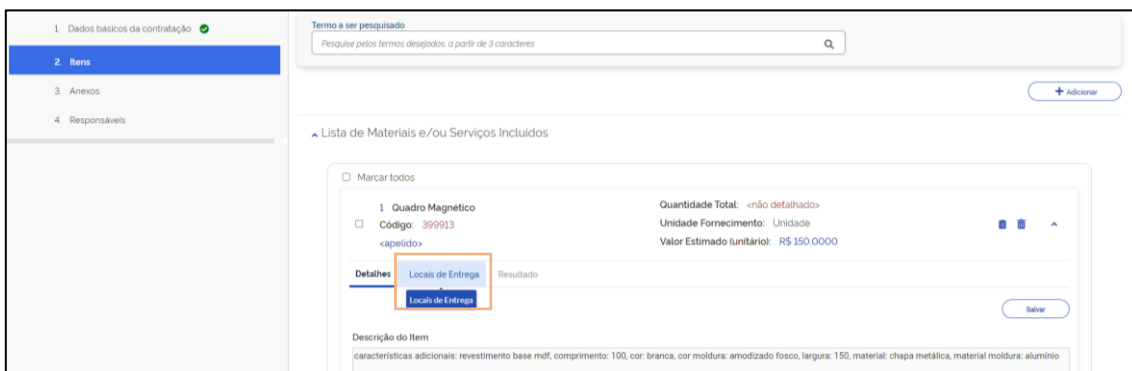 1 Dados básicos da contratação
2. Itens
3. Anexos
4. Responsáveis
Termo a ser pesquisado
Pesquise pelos termos desejados, a partir de 3 caracteres
+ Adicionar
Lista de Materiais e/ou Serviços Incluídos
Marcar todos
1 Quadro Magnético
Código: 399913
<apelido>
Quantidade Total: <não detalhado>
Unidade Fornecimento: Unidade
Valor Estimado (unitário): R$ 150,0000
Detalhes Locais de Entrega Resultado
Locais de Entrega
Salvar
Descrição do Item
características adicionais: revestimento base mdf, comprimento: 100, cor: branca, cor moldura: amodizado fosco, largura: 150, material: chapa metálica, material moldura: alumínio